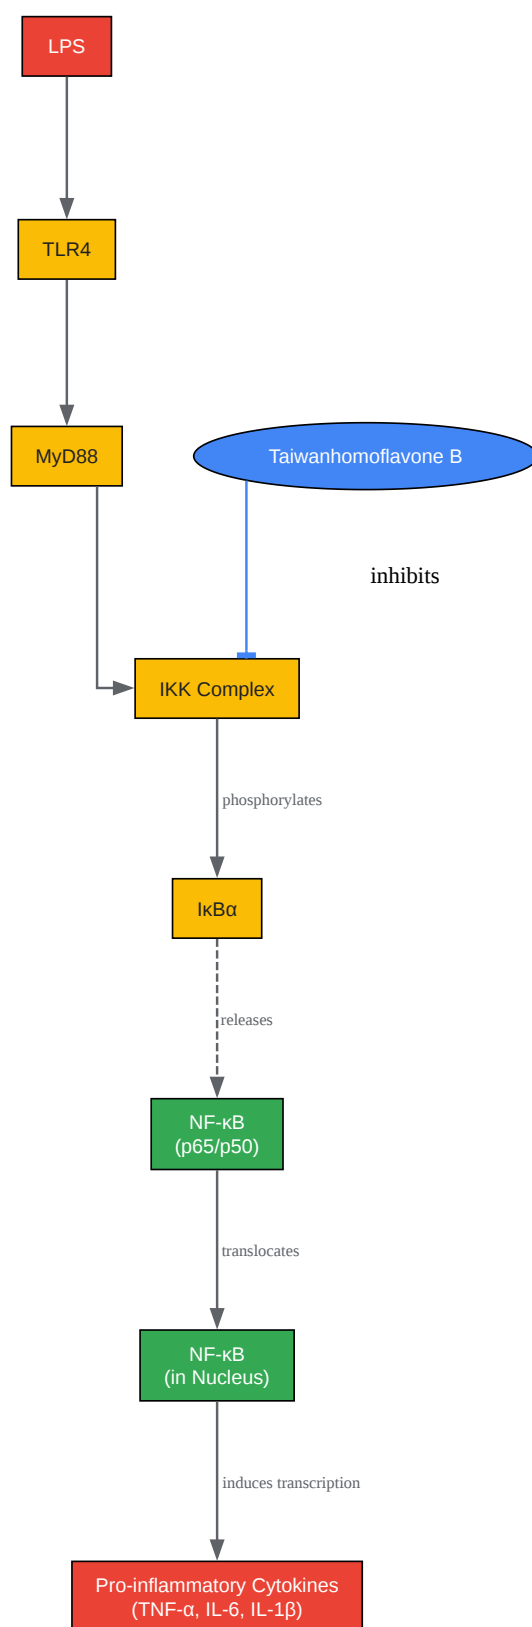 LPS
TLR4
MyD88
Taiwanhomoflavone B
inhibits
IKK Complex
phosphorylates
IκBα
releases
NF-κB
(p65/p50)
translocates
NF-κB
(in Nucleus)
induces transcription
Pro-inflammatory Cytokines
(TNF-α, IL-6, IL-1β)